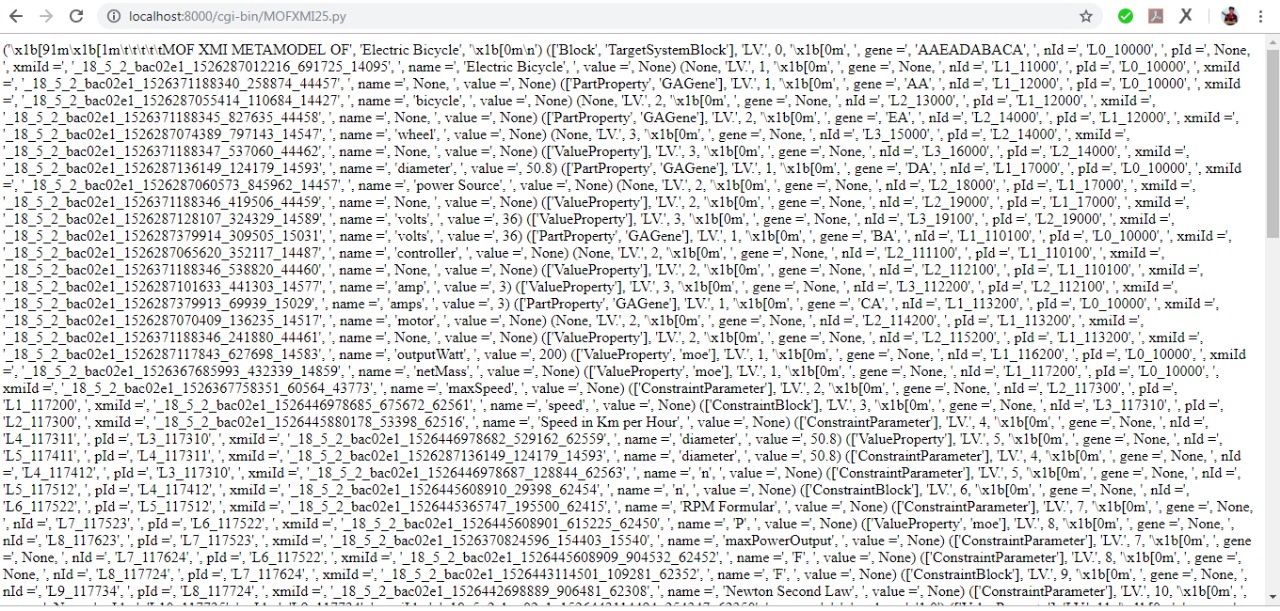 localhost:8000/cgi-bin/MOFXMI25.py
('\x1b[91m\x1b[1m\t\t\t\t\tMOF XMI METAMODEL OF', 'Electric Bicycle', '\x1b[0m\n') (['Block', 'TargetSystemBlock'], 'LV.', 0, '\x1b[0m', ', gene =', 'AAEADABACA', ', nId =', 'L0_10000', ', pId =', None,
', xmiId =', '_18_5_2_bac02e1_1526287012216_691725_14095', ', name =', 'Electric Bicycle', ', value =', None) (None, 'LV.', 1, '\x1b[0m', ', gene =', None, ', nId =', 'L1_11000', ', pId =', 'L0_10000', ', xmiId =',
'_18_5_2_bac02e1_1526371188340_258874_44457', ', name =', None, ', value =', None) (['PartProperty', 'GAGene'], 'LV.', 1, '\x1b[0m', ', gene =', 'AA', ', nId =', 'L1_12000', ', pId =', 'L0_10000', ', xmiId =',
'_18_5_2_bac02e1_1526287055414_110684_14427', ', name =', 'bicycle', ', value =', None) (None, 'LV.', 2, '\x1b[0m', ', gene =', None, ', nId =', 'L2_13000', ', pId =', 'L1_12000', ', xmiId =',
'_18_5_2_bac02e1_1526371188345_827635_44458', ', name =', None, ', value =', None) (['PartProperty', 'GAGene'], 'LV.', 2, '\x1b[0m', ', gene =', 'EA', ', nId =', 'L2_14000', ', pId =', 'L1_12000', ', xmiId =',
'_18_5_2_bac02e1_1526287074389_797143_14547', ', name =', 'wheel', ', value =', None) (None, 'LV.', 3, '\x1b[0m', ', gene =', None, ', nId =', 'L3_15000', ', pId =', 'L2_14000', ', xmiId =',
'_18_5_2_bac02e1_1526371188347_537060_44462', ', name =', None, ', value =', None) (['ValueProperty'], 'LV.', 3, '\x1b[0m', ', gene =', None, ', nId =', 'L3_16000', ', pId =', 'L2_14000', ', xmiId =',
'_18_5_2_bac02e1_1526287136149_124179_14593', ', name =', 'diameter', ', value =', 50.8) (['PartProperty', 'GAGene'], 'LV.', 1, '\x1b[0m', ', gene =', 'DA', ', nId =', 'L1_17000', ', pId =', 'L0_10000', ', xmiId =',
'_18_5_2_bac02e1_1526287060573_845962_14457', ', name =', 'power Source', ', value =', None) (None, 'LV.', 2, '\x1b[0m', ', gene =', None, ', nId =', 'L2_18000', ', pId =', 'L1_17000', ', xmiId =',
'_18_5_2_bac02e1_1526371188346_419506_44459', ', name =', None, ', value =', None) (['ValueProperty'], 'LV.', 2, '\x1b[0m', ', gene =', None, ', nId =', 'L2_19000', ', pId =', 'L1_17000', ', xmiId =',
'_18_5_2_bac02e1_1526287128107_324329_14589', ', name =', 'volts', ', value =', 36) (['ValueProperty'], 'LV.', 3, '\x1b[0m', ', gene =', None, ', nId =', 'L3_19100', ', pId =', 'L2_19000', ', xmiId =',
'_18_5_2_bac02e1_1526287379914_309505_15031', ', name =', 'volts', ', value =', 36) (['PartProperty', 'GAGene'], 'LV.', 1, '\x1b[0m', ', gene =', 'BA', ', nId =', 'L1_110100', ', pId =', 'L0_10000', ', xmiId =',
'_18_5_2_bac02e1_1526287065620_352117_14487', ', name =', 'controller', ', value =', None) (None, 'LV.', 2, '\x1b[0m', ', gene =', None, ', nId =', 'L2_111100', ', pId =', 'L1_110100', ', xmiId =',
'_18_5_2_bac02e1_1526371188346_538820_44460', ', name =', None, ', value =', None) (['ValueProperty'], 'LV.', 2, '\x1b[0m', ', gene =', None, ', nId =', 'L2_112100', ', pId =', 'L1_110100', ', xmiId =',
'_18_5_2_bac02e1_1526287101633_441303_14577', ', name =', 'amp', ', value =', 3) (['ValueProperty'], 'LV.', 3, '\x1b[0m', ', gene =', None, ', nId =', 'L3_112200', ', pId =', 'L2_112100', ', xmiId =',
'_18_5_2_bac02e1_1526287379913_69939_15029', ', name =', 'amps', ', value =', 3) (['PartProperty', 'GAGene'], 'LV.', 1, '\x1b[0m', ', gene =', 'CA', ', nId =', 'L1_113200', ', pId =', 'L0_10000', ', xmiId =',
'_18_5_2_bac02e1_1526287070409_136235_14517', ', name =', 'motor', ', value =', None) (None, 'LV.', 2, '\x1b[0m', ', gene =', None, ', nId =', 'L2_114200', ', pId =', 'L1_113200', ', xmiId =',
'_18_5_2_bac02e1_1526371188346_241880_44461', ', name =', None, ', value =', None) (['ValueProperty'], 'LV.', 2, '\x1b[0m', ', gene =', None, ', nId =', 'L2_115200', ', pId =', 'L1_113200', ', xmiId =',
'_18_5_2_bac02e1_1526287117843_627698_14583', ', name =', 'outputWatt', ', value =', 200) (['ValueProperty', 'moe'], 'LV.', 1, '\x1b[0m', ', gene =', None, ', nId =', 'L1_116200', ', pId =', 'L0_10000', ', xmiId
=', '_18_5_2_bac02e1_1526367685993_432339_14859', ', name =', 'netMass', ', value =', None) (['ValueProperty', 'moe'], 'LV.', 1, '\x1b[0m', ', gene =', None, ', nId =', 'L1_117200', ', pId =', 'L0_10000', ',
xmiId =', '_18_5_2_bac02e1_1526367758351_60564_43773', ', name =', 'maxSpeed', ', value =', None) (['ConstraintParameter'], 'LV.', 2, '\x1b[0m', ', gene =', None, ', nId =', 'L2_117300', ', pId =',
'L1_117200', ', xmiId =', '_18_5_2_bac02e1_1526446978685_675672_62561', ', name =', 'speed', ', value =', None) (['ConstraintBlock'], 'LV.', 3, '\x1b[0m', ', gene =', None, ', nId =', 'L3_117310', ', pId =',
'L2_117300', ', xmiId =', '_18_5_2_bac02e1_1526445880178_53398_62516', ', name =', 'Speed in Km per Hour', ', value =', None) (['ConstraintParameter'], 'LV.', 4, '\x1b[0m', ', gene =', None, ', nId =',
'L4_117311', ', pId =', 'L3_117310', ', xmiId =', '_18_5_2_bac02e1_1526446978682_529162_62559', ', name =', 'diameter', ', value =', 50.8) (['ValueProperty'], 'LV.', 5, '\x1b[0m', ', gene =', None, ', nId =',
'L5_117411', ', pId =', 'L4_117311', ', xmiId =', '_18_5_2_bac02e1_1526287136149_124179_14593', ', name =', 'diameter', ', value =', 50.8) (['ConstraintParameter'], 'LV.', 4, '\x1b[0m', ', gene =', None, ', nId
=', 'L4_117412', ', pId =', 'L3_117310', ', xmiId =', '_18_5_2_bac02e1_1526446978687_128844_62563', ', name =', 'n', ', value =', None) (['ConstraintParameter'], 'LV.', 5, '\x1b[0m', ', gene =', None, ', nId =',
'L5_117512', ', pId =', 'L4_117412', ', xmiId =', '_18_5_2_bac02e1_1526445608910_29398_62454', ', name =', 'n', ', value =', None) (['ConstraintBlock'], 'LV.', 6, '\x1b[0m', ', gene =', None, ', nId =',
'L6_117522', ', pId =', 'L5_117512', ', xmiId =', '_18_5_2_bac02e1_1526445365747_195500_62415', ', name =', 'RPM Formular', ', value =', None) (['ConstraintParameter'], 'LV.', 7, '\x1b[0m', ', gene =', None,
', nId =', 'L7_117523', ', pId =', 'L6_117522', ', xmiId =', '_18_5_2_bac02e1_1526445608901_615225_62450', ', name =', 'P', ', value =', None) (['ValueProperty', 'moe'], 'LV.', 8, '\x1b[0m', ', gene =', None, ',
nId =', 'L8_117623', ', pId =', 'L7_117523', ', xmiId =', '_18_5_2_bac02e1_1526370824596_154403_15540', ', name =', 'maxPowerOutput', ', value =', None) (['ConstraintParameter'], 'LV.', 7, '\x1b[0m', ', gene
=', None, ', nId =', 'L7_117624', ', pId =', 'L6_117522', ', xmiId =', '_18_5_2_bac02e1_1526445608909_904532_62452', ', name =', 'F', ', value =', None) (['ConstraintParameter'], 'LV.', 8, '\x1b[0m', ', gene =',
None, ', nId =', 'L8_117724', ', pId =', 'L7_117624', ', xmiId =', '_18_5_2_bac02e1_1526443114501_109281_62352', ', name =', 'F', ', value =', None) (['ConstraintBlock'], 'LV.', 9, '\x1b[0m', ', gene =', None, ',
nId =', 'L9_117734', ', pId =', 'L8_117724', ', xmiId =', '_18_5_2_bac02e1_1526442698889_906481_62308', ', name =', 'Newton Second Law', ', value =', None) (['ConstraintParameter'], 'LV.', 10, '\x1b[0m', ',